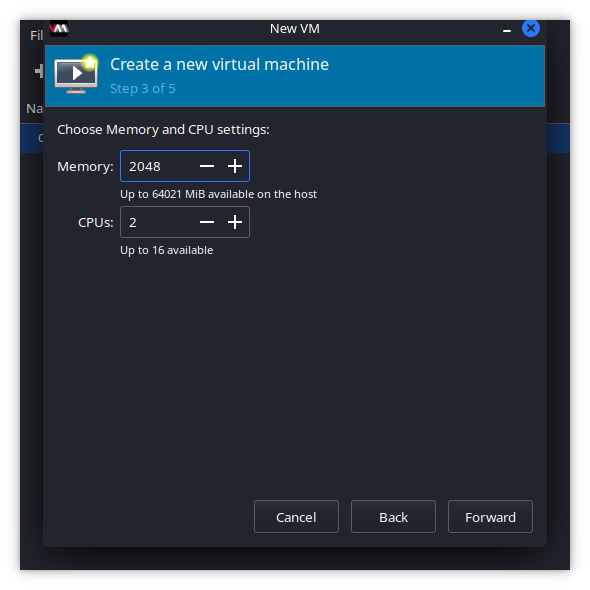 Fil
New VM
Create a new virtual machine
Step 3 of 5
Na
Choose Memory and CPU settings:
Memory: 2048
Up to 64021 MiB available on the host
CPUs: 2
Up to 16 available
Cancel Back Forward